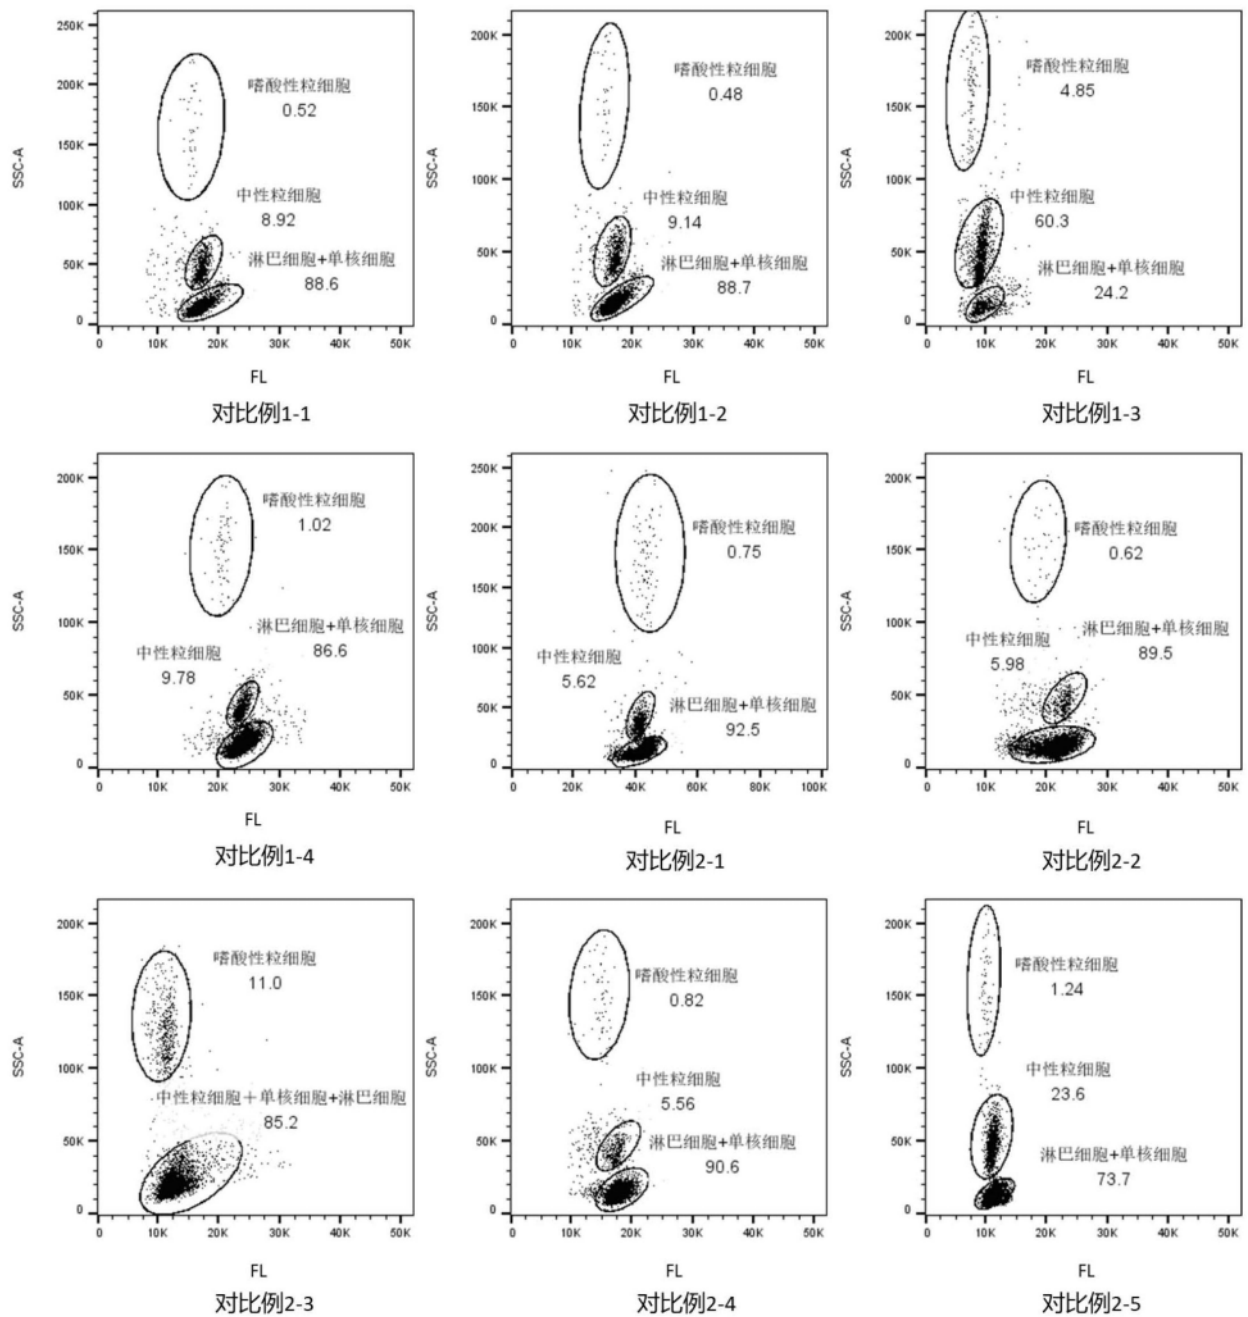 250K
200K
150K
100K
50K
0
SSC-A
嗜酸性粒细胞
0.52
中性粒细胞
8.92
淋巴细胞+单核细胞
88.6
0 10K 20K 30K 40K 50K
FL
对比例1-1
200K
150K
100K
50K
0
SSC-A
嗜酸性粒细胞
0.48
中性粒细胞
9.14
淋巴细胞+单核细胞
88.7
0 10K 20K 30K 40K 50K
FL
对比例1-2
200K
150K
100K
50K
0
SSC-A
嗜酸性粒细胞
4.85
中性粒细胞
60.3
淋巴细胞+单核细胞
24.2
0 10K 20K 30K 40K 50K
FL
对比例1-3
200K
150K
100K
50K
0
SSC-A
嗜酸性粒细胞
1.02
淋巴细胞+单核细胞
86.6
中性粒细胞
9.78
0 10K 20K 30K 40K 50K
FL
对比例1-4
250K
200K
150K
100K
50K
0
SSC-A
嗜酸性粒细胞
0.75
中性粒细胞
5.62
淋巴细胞+单核细胞
92.5
0 20K 40K 60K 80K 100K
FL
对比例2-1
200K
150K
100K
50K
0
SSC-A
嗜酸性粒细胞
0.62
淋巴细胞+单核细胞
89.5
中性粒细胞
5.98
0 10K 20K 30K 40K 50K
FL
对比例2-2
200K
150K
100K
50K
0
SSC-A
嗜酸性粒细胞
11.0
中性粒细胞+单核细胞+淋巴细胞
85.2
0 10K 20K 30K 40K 50K
FL
对比例2-3
200K
150K
100K
50K
0
SSC-A
嗜酸性粒细胞
0.82
中性粒细胞
5.56
淋巴细胞+单核细胞
90.6
0 10K 20K 30K 40K 50K
FL
对比例2-4
200K
150K
100K
50K
0
SSC-A
嗜酸性粒细胞
1.24
中性粒细胞
23.6
淋巴细胞+单核细胞
73.7
0 10K 20K 30K 40K 50K
FL
对比例2-5